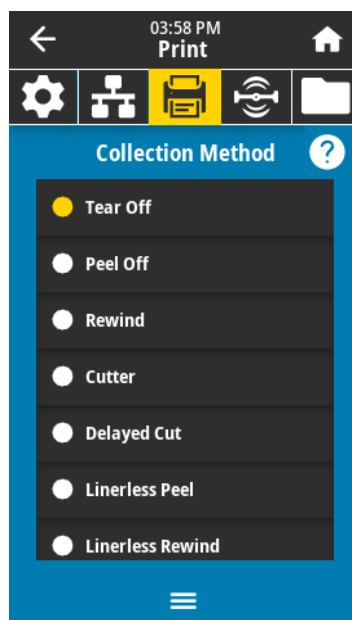 03:58 PM
Print
Collection Method
?
Tear Off
Peel Off
Rewind
Cutter
Delayed Cut
Linerless Peel
Linerless Rewind